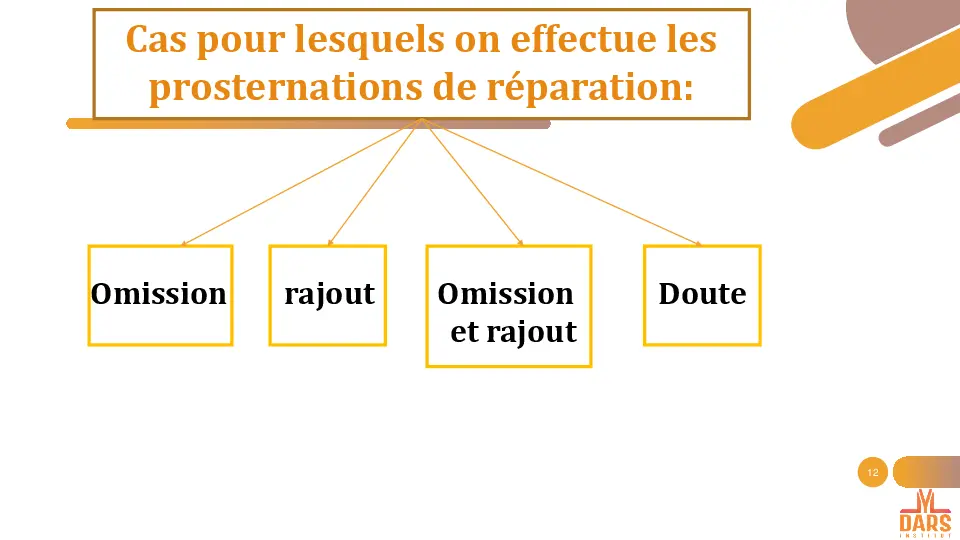 Cas pour lesquels on effectue les
prosternations de réparation:
Omission
rajout
Omission
et rajout
Doute
12
DARS
INSTITUT